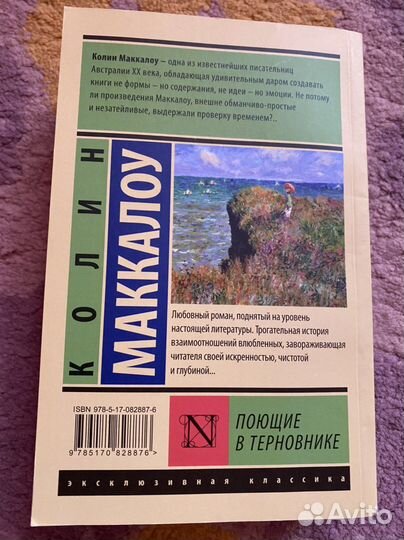 Колин Маккалоу – одна из известнейших писательниц
Австралии XX века, обладающая удивительным даром создавать
книги не формы – но содержания, не идеи – но эмоции. Не потому
ли произведения Маккалоу, внешне обманчиво-простые
и незатейливые, выдержали проверку временем?..
КОЛИН
МАККАЛОУ
Любовный роман, поднятый на уровень
настоящей литературы. Трогательная история
взаимоотношений влюбленных, завораживающая
читателя своей искренностью, чистотой
и глубиной...
ISBN 978-5-17-082887-6
9 785170 828876 >
N
ПОЮЩИЕ
В ТЕРНОВНИКЕ
эксклюзивная классика
Avito